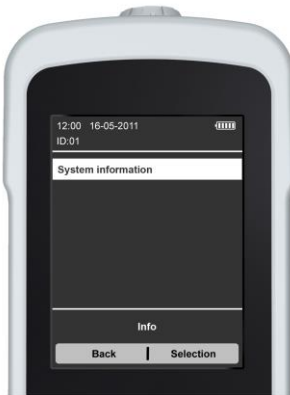 12:00 16-05-2011
ID:01
System information
Info
Back Selection